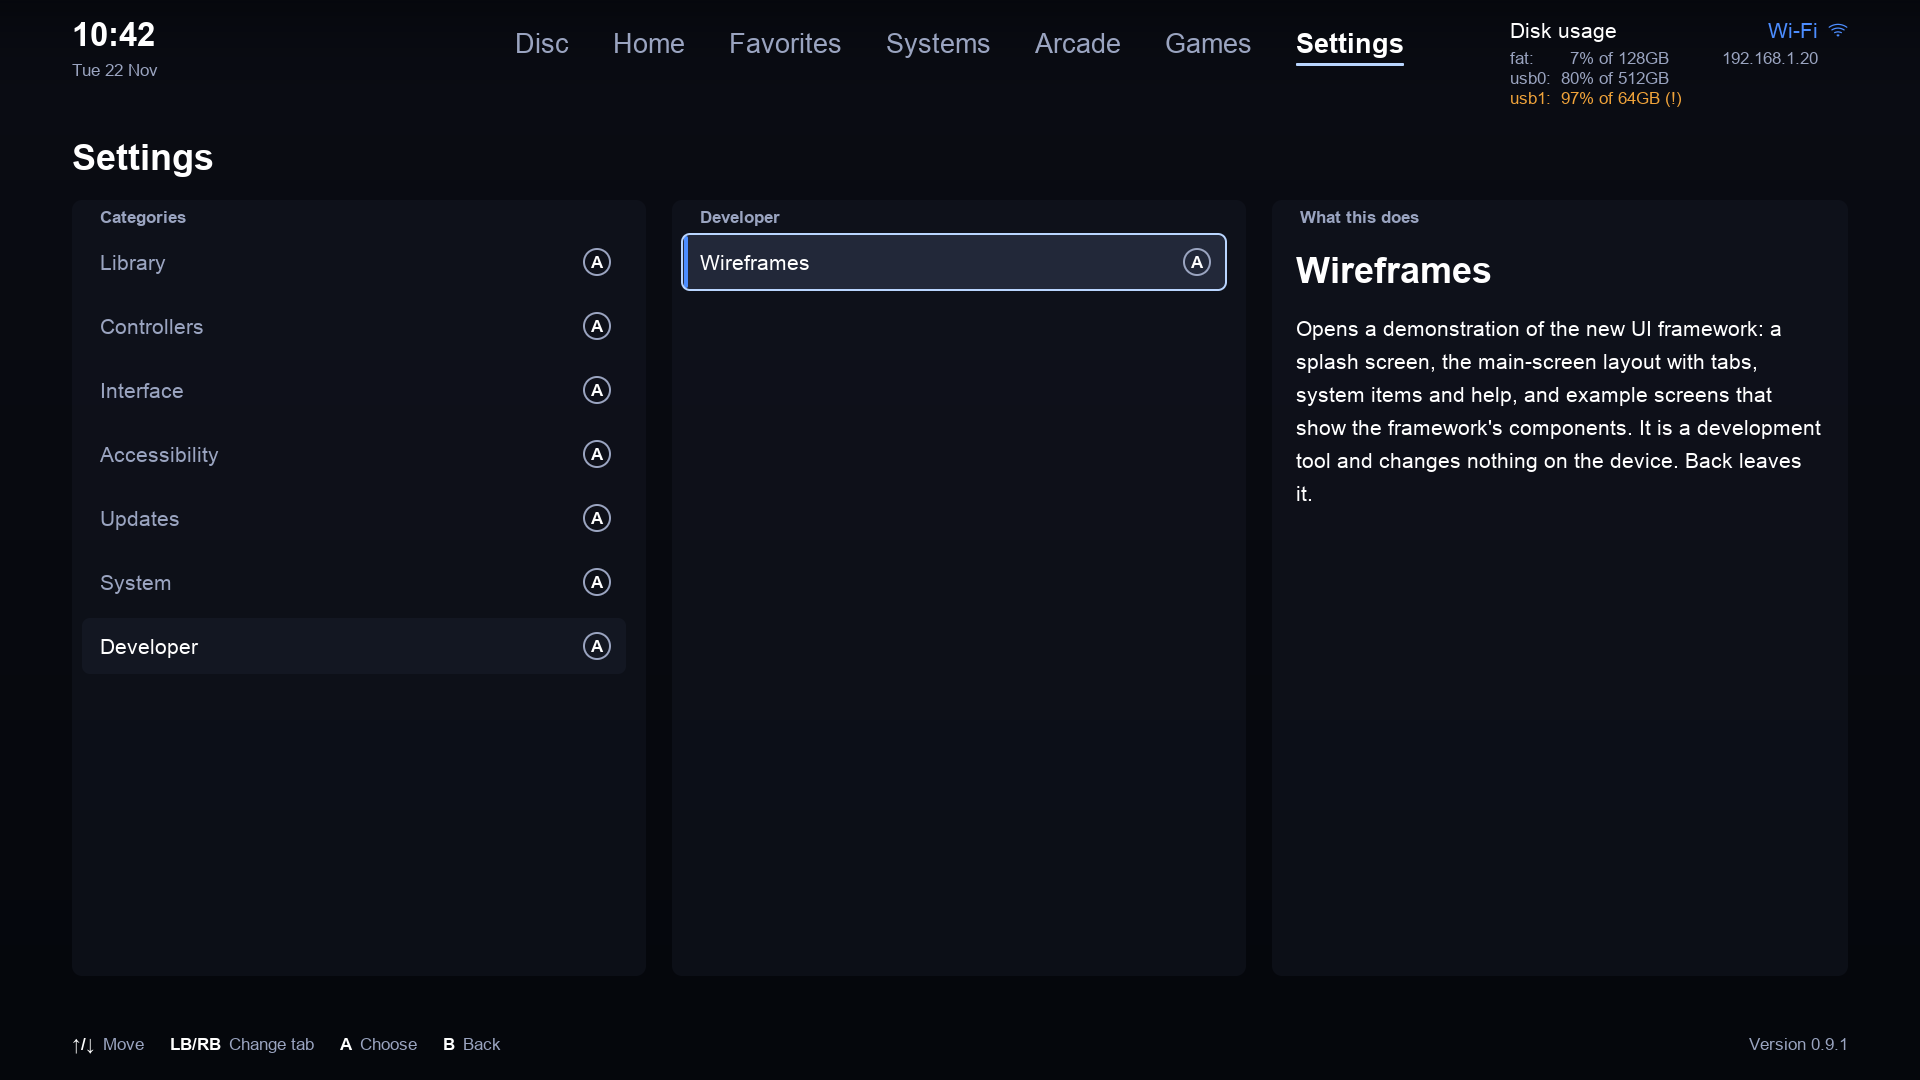 10:42
Tue 22 Nov
Disc Home Favorites Systems Arcade Games Settings
Disk usage
fat: 7% of 128GB
usb0: 80% of 512GB
usb1: 97% of 64GB (!)
Wi-Fi
192.168.1.20
Settings
Categories
Library A
Controllers A
Interface A
Accessibility A
Updates A
System A
Developer A
Developer
Wireframes A
What this does
Wireframes
Opens a demonstration of the new UI framework: a
splash screen, the main-screen layout with tabs,
system items and help, and example screens that
show the framework's components. It is a development
tool and changes nothing on the device. Back leaves
it.
↑/↓ Move LB/RB Change tab A Choose B Back
Version 0.9.1